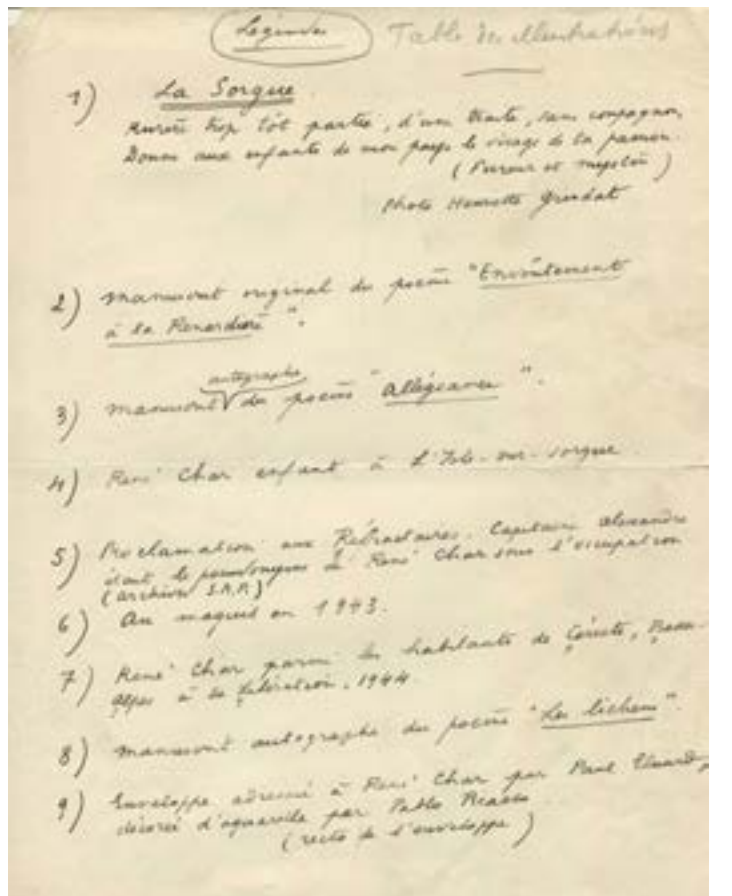 Légendes Table des illustrations
1) La Sorgue.
Rivière trop tôt partie, d'une traite, sans compagnon,
Donne aux enfants de mon pays le visage de ta passion.
(Fureur et mystère)
Photo Henriette Grindat
2) Manuscrit original du poème "Envoûtement
à la Renardière".
autographe
3) Manuscrit du poème "Allégeance".
4) René Char enfant à L'Isle-sur-Sorgue.
5) Proclamation aux Réfractaires. Capitaine Alexandre
était le pseudonyme de René Char sous l'occupation
(archives S.A.P.)
6) Au maquis en 1943.
7) René Char parmi les habitants de Céreste, Basses-
Alpes à la Libération, 1944
8) Manuscrit autographe du poème "Les lichens".
9) Enveloppe adressée à René Char par Paul Eluard,
décorée d'aquarelle par Pablo Picasso
(recto de l'enveloppe)